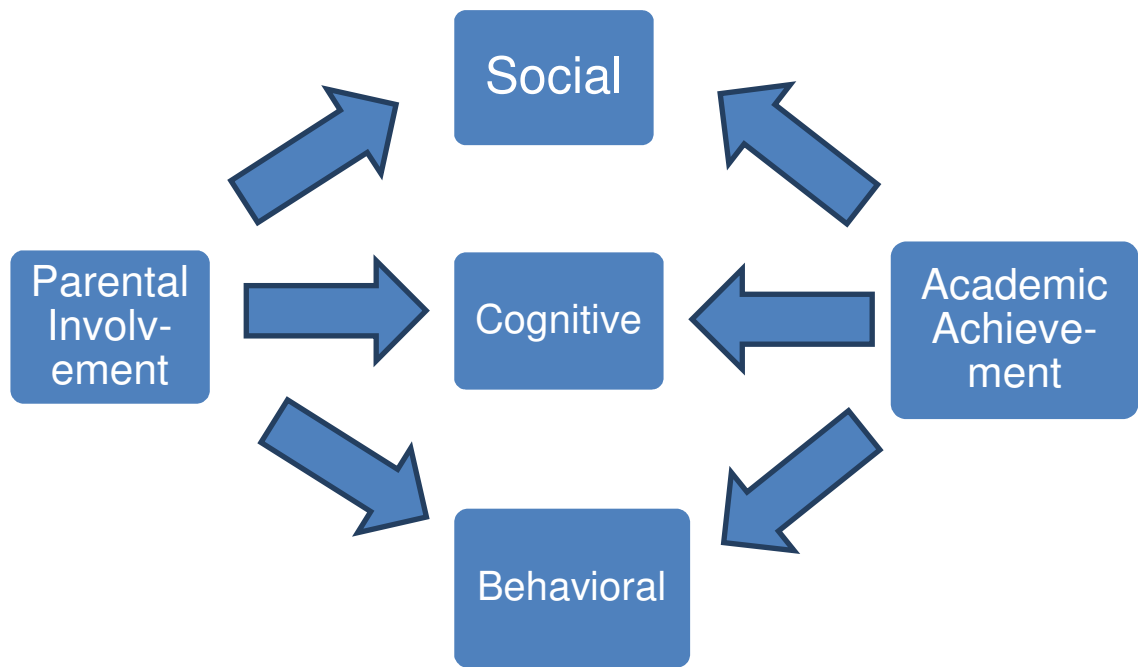 Social
Parental
Involv-
ement
Cognitive
Academic
Achieve-
ment
Behavioral